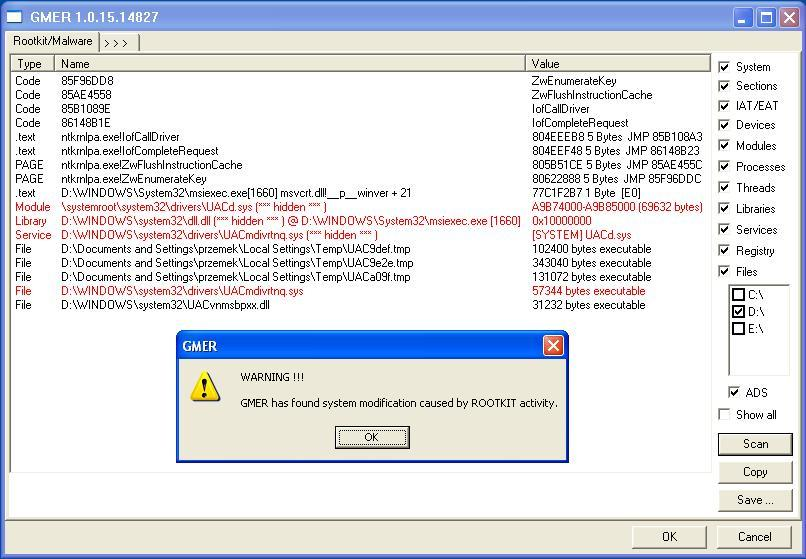 GMER 1.0.15.14827
Rootkit/Malware >>>
Type Name Value
Code 85F96DD8 ZwEnumerateKey
Code 85AE4558 ZwFlushInstructionCache
Code 85B1089E IofCallDriver
Code 86148B1E IofCompleteRequest
.text ntkrnlpa.exe!IofCallDriver 804EEEB8 5 Bytes JMP 85B108A3
.text ntkrnlpa.exe!IofCompleteRequest 804EEF48 5 Bytes JMP 86148B23
PAGE ntkrnlpa.exe!ZwFlushInstructionCache 805B51CE 5 Bytes JMP 85AE455C
PAGE ntkrnlpa.exe!ZwEnumerateKey 80622888 5 Bytes JMP 85F96DDC
.text D:\WINDOWS\System32\msiexec.exe[1660] msvcrt.dll!__p__winver + 21 77C1F2B7 1 Byte [E0]
Module \systemroot\system32\drivers\UACd.sys (*** hidden *** ) A9B74000-A9B85000 (69632 bytes)
Library D:\WINDOWS\system32\dll.dll (*** hidden *** ) @ D:\WINDOWS\System32\msiexec.exe [1660] 0x10000000
Service D:\WINDOWS\system32\drivers\UACmdivrtnq.sys (*** hidden *** ) [SYSTEM] UACd.sys
File D:\Documents and Settings\przemek\Local Settings\Temp\UAC9def.tmp 102400 bytes executable
File D:\Documents and Settings\przemek\Local Settings\Temp\UAC9e2e.tmp 343040 bytes executable
File D:\Documents and Settings\przemek\Local Settings\Temp\UACa09f.tmp 131072 bytes executable
File D:\WINDOWS\system32\drivers\UACmdivrtnq.sys 57344 bytes executable
File D:\WINDOWS\system32\UACvnmsbpxx.dll 31232 bytes executable
System
Sections
IAT/EAT
Devices
Modules
Processes
Threads
Libraries
Services
Registry
Files
C:\
D:\
E:\
ADS
Show all
Scan
Copy
Save ...
GMER
WARNING !!!
GMER has found system modification caused by ROOTKIT activity.
OK
OK Cancel